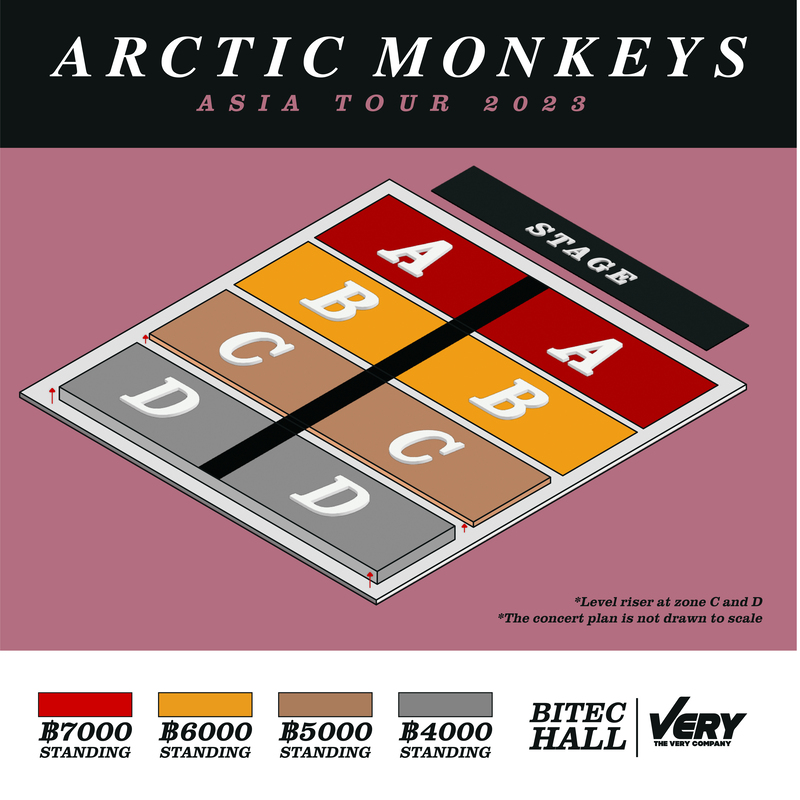 ARCTIC MONKEYS
ASIA TOUR 2023
STAGE
A
A
B
B
C
C
D
D
*Level riser at zone C and D
*The concert plan is not drawn to scale
฿7000
STANDING
฿6000
STANDING
฿5000
STANDING
฿4000
STANDING
BITEC
HALL
VERY
THE VERY COMPANY